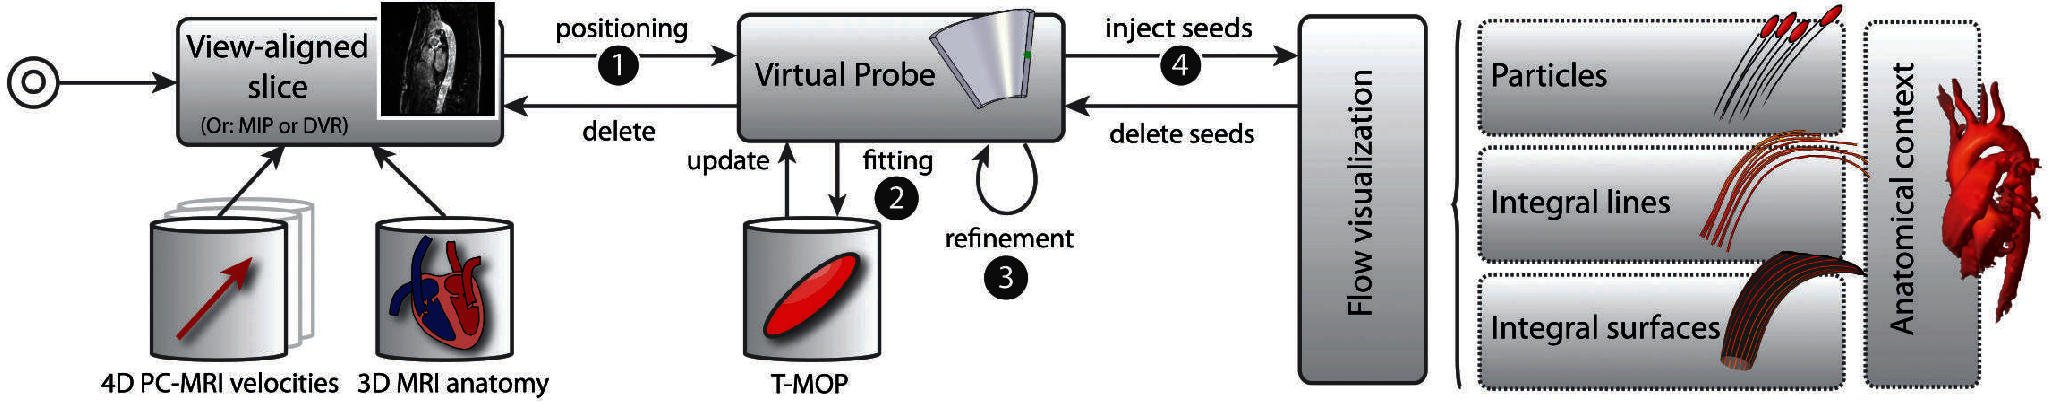 View-aligned
slice
(Or: MIP or DVR)
positioning
1
delete
Virtual Probe
update
fitting
2
refinement
3
inject seeds
4
delete seeds
Flow visualization
Particles
Integral lines
Integral surfaces
Anatomical context
4D PC-MRI velocities
3D MRI anatomy
T-MOP